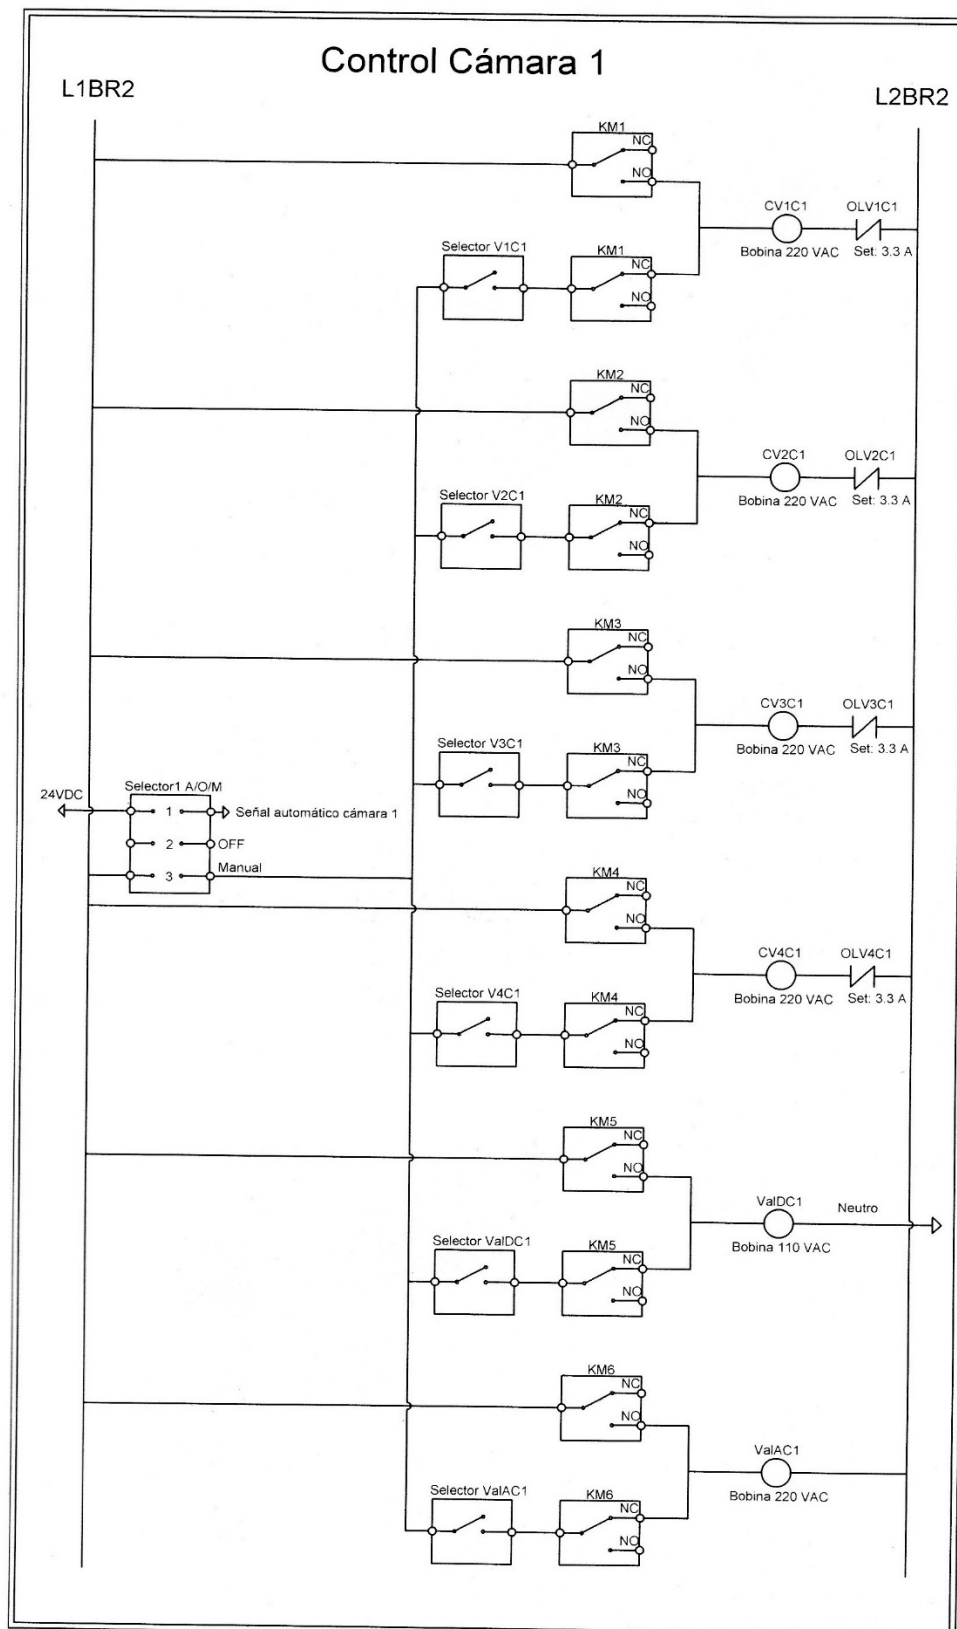 Control Cámara 1
L1BR2
L2BR2
KM1
NC
NO
CV1C1
OLV1C1
Bobina 220 VAC
Set: 3.3 A
Selector V1C1
KM1
NC
NO
KM2
NC
NO
CV2C1
OLV2C1
Bobina 220 VAC
Set: 3.3 A
Selector V2C1
KM2
NC
NO
KM3
NC
NO
CV3C1
OLV3C1
Bobina 220 VAC
Set: 3.3 A
Selector V3C1
KM3
NC
NO
24VDC
Selector1 A/O/M
1
Señal automático cámara 1
2
OFF
3
Manual
KM4
NC
NO
CV4C1
OLV4C1
Bobina 220 VAC
Set: 3.3 A
Selector V4C1
KM4
NC
NO
KM5
NC
NO
ValDC1
Neutro
Bobina 110 VAC
Selector ValDC1
KM5
NC
NO
KM6
NC
NO
ValAC1
Bobina 220 VAC
Selector ValAC1
KM6
NC
NO